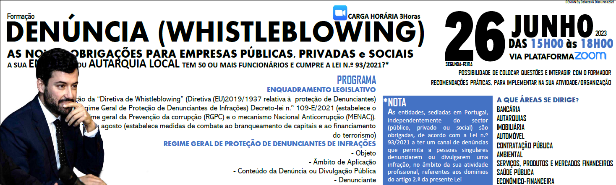 Formação
CARGA HORÁRIA 3Horas
DENÚNCIA (WHISTLEBLOWING)
AS NO OBRIGAÇÕES PARA EMPRESAS PÚBLICAS, PRIVADAS e SOCIAIS
A SUA AUTARQUIA LOCAL TEM 50 OU MAIS FUNCIONÁRIOS E CUMPRE A LEI N.º 93/2021?*
26 JUNHO 2023
SEGUNDA-FEIRA
DAS 15H00 ÀS 18H00
VIA PLATAFORMA zoom
POSSIBILIDADE DE COLOCAR QUESTÕES E INTERAGIR COM O FORMADOR
RECOMENDAÇÕES PRÁTICAS, PARA IMPLEMENTAR NA SUA ATIVIDADE/ORGANIZAÇÃO
PROGRAMA
ENQUADRAMENTO LEGISLATIVO
da "Diretiva de Whistleblowing" (Diretiva (EU)2019/1937 relativa à proteção de Denunciantes)
Regime Geral de Proteção de Denunciantes de Infrações) Decreto-lei n.º 109-E/2021 (estabelece o
geral da Prevenção da corrupção (RGPC) e o mecanismo Nacional Anticorrupção (MENAC)).
agosto (estabelece medidas de combate ao branqueamento de capitais e ao financiamento
do terrorismo)
REGIME GERAL DE PROTEÇÃO DE DENUNCIANTES DE INFRAÇÕES
- Objeto
- Âmbito de Aplicação
- Conteúdo da Denuncia ou Divulgação Pública
- Denunciante
*NOTA
As entidades, sediadas em Portugal,
independentemente do sector
(público, privado ou social) são
obrigadas, de acordo com a Lei n.º
93/2021 a ter um canal de denúncias
que permita a pessoas singulares
denunciarem ou divulgarem uma
infração, no âmbito da sua atividade
profissional, referentes aos domínios
do artigo 2.º da presente Lei
A QUE ÁREAS SE DIRIGE?
BANCÁRIA
AUTARQUIAS
IMOBILIÁRIA
AUTOMÓVEL
CONTRATAÇÃO PÚBLICA
AMBIENTAL
SERVIÇOS, PRODUTOS E MERCADOS FINANCEIROS
SAÚDE PÚBLICA
ECONÓMICO-FINANCEIRA